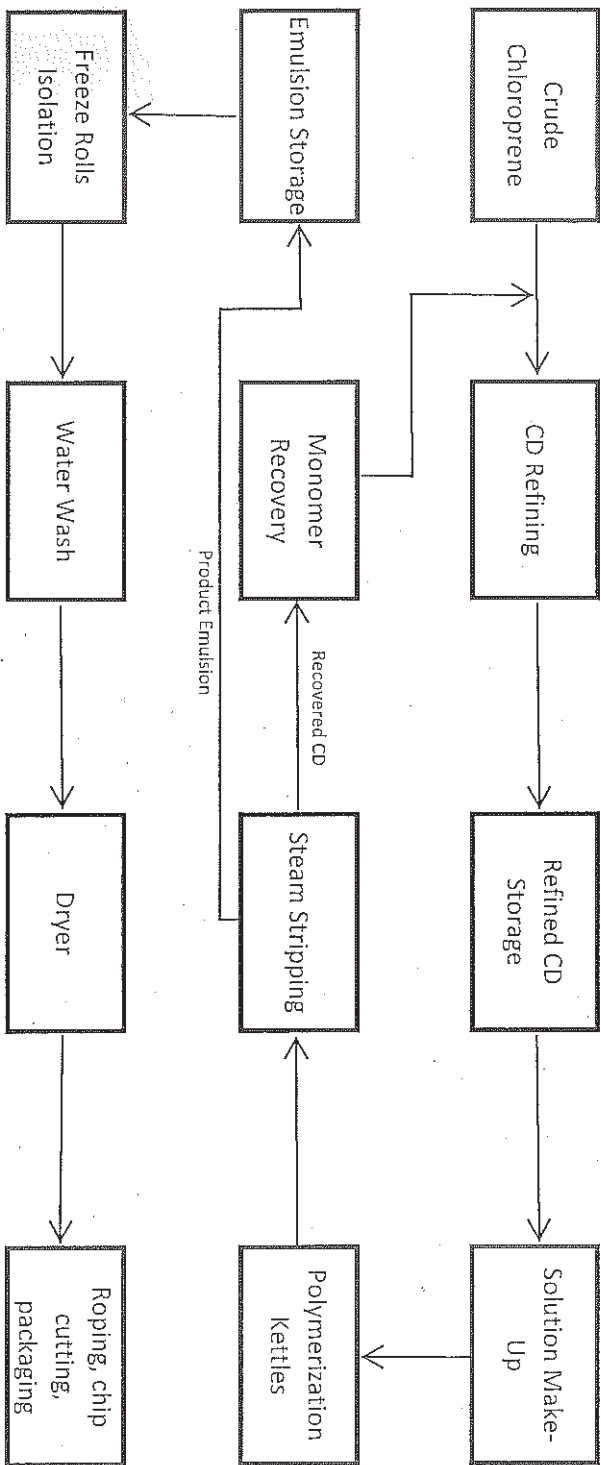 Crude
Chloroprene
CD Refining
Refined CD
Storage
Solution Make-
Up
Emulsion Storage
Monomer
Recovery
Recovered CD
Steam Stripping
Polymerization
Kettles
Product Emulsion
Freeze Rolls
Isolation
Water Wash
Dryer
Roping, chip
cutting,
packaging